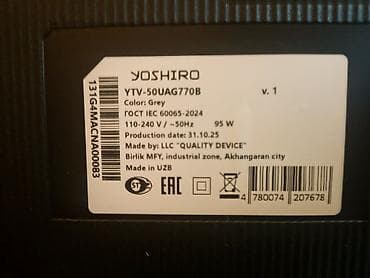 YOSHIRO
YTV-50UAG770B v. 1
Color: Grey
ГОСТ IEC 60065-2024
110-240 V / ~50Hz 95 W
Production date: 31.10.25
Made by: LLC "QUALITY DEVICE"
Birlik MFY, industrial zone, Akhangaran city
Made in UZB
EAC
4 780074 207678
131G4MACNA00083